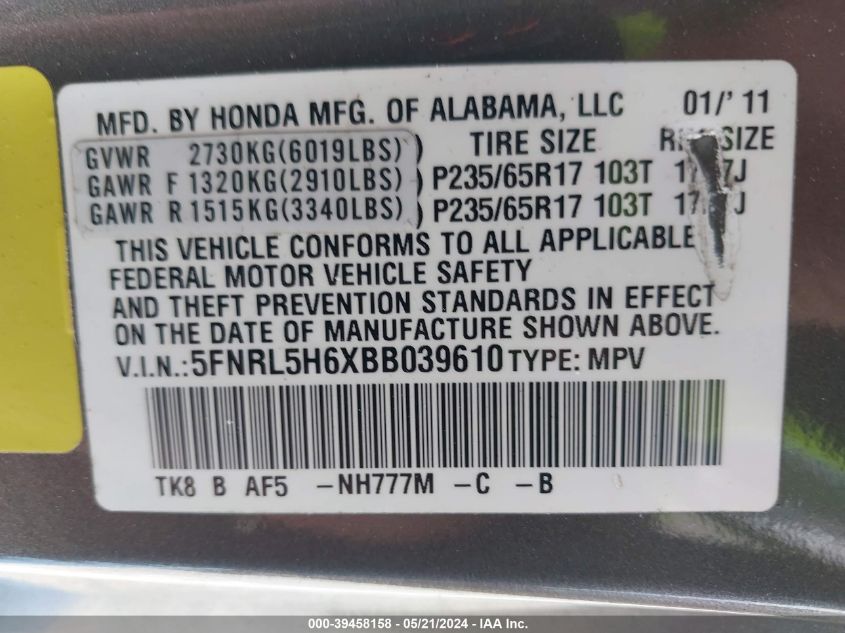 MFD. BY HONDA MFG. OF ALABAMA, LLC 01/'11
TIRE SIZE SIZE
GVWR 2730KG(6019LBS)
GAWR F 1320KG(2910LBS) P235/65R17 103T
GAWR R 1515KG(3340LBS) P235/65R17 103T
THIS VEHICLE CONFORMS TO ALL APPLICABLE
FEDERAL MOTOR VEHICLE SAFETY
AND THEFT PREVENTION STANDARDS IN EFFECT
ON THE DATE OF MANUFACTURE SHOWN ABOVE.
V.I.N.:5FNRL5H6XBB039610 TYPE: MPV
TK8 B AF5 -NH777M -C -B
000-39458158 - 05/21/2024 - IAA Inc.